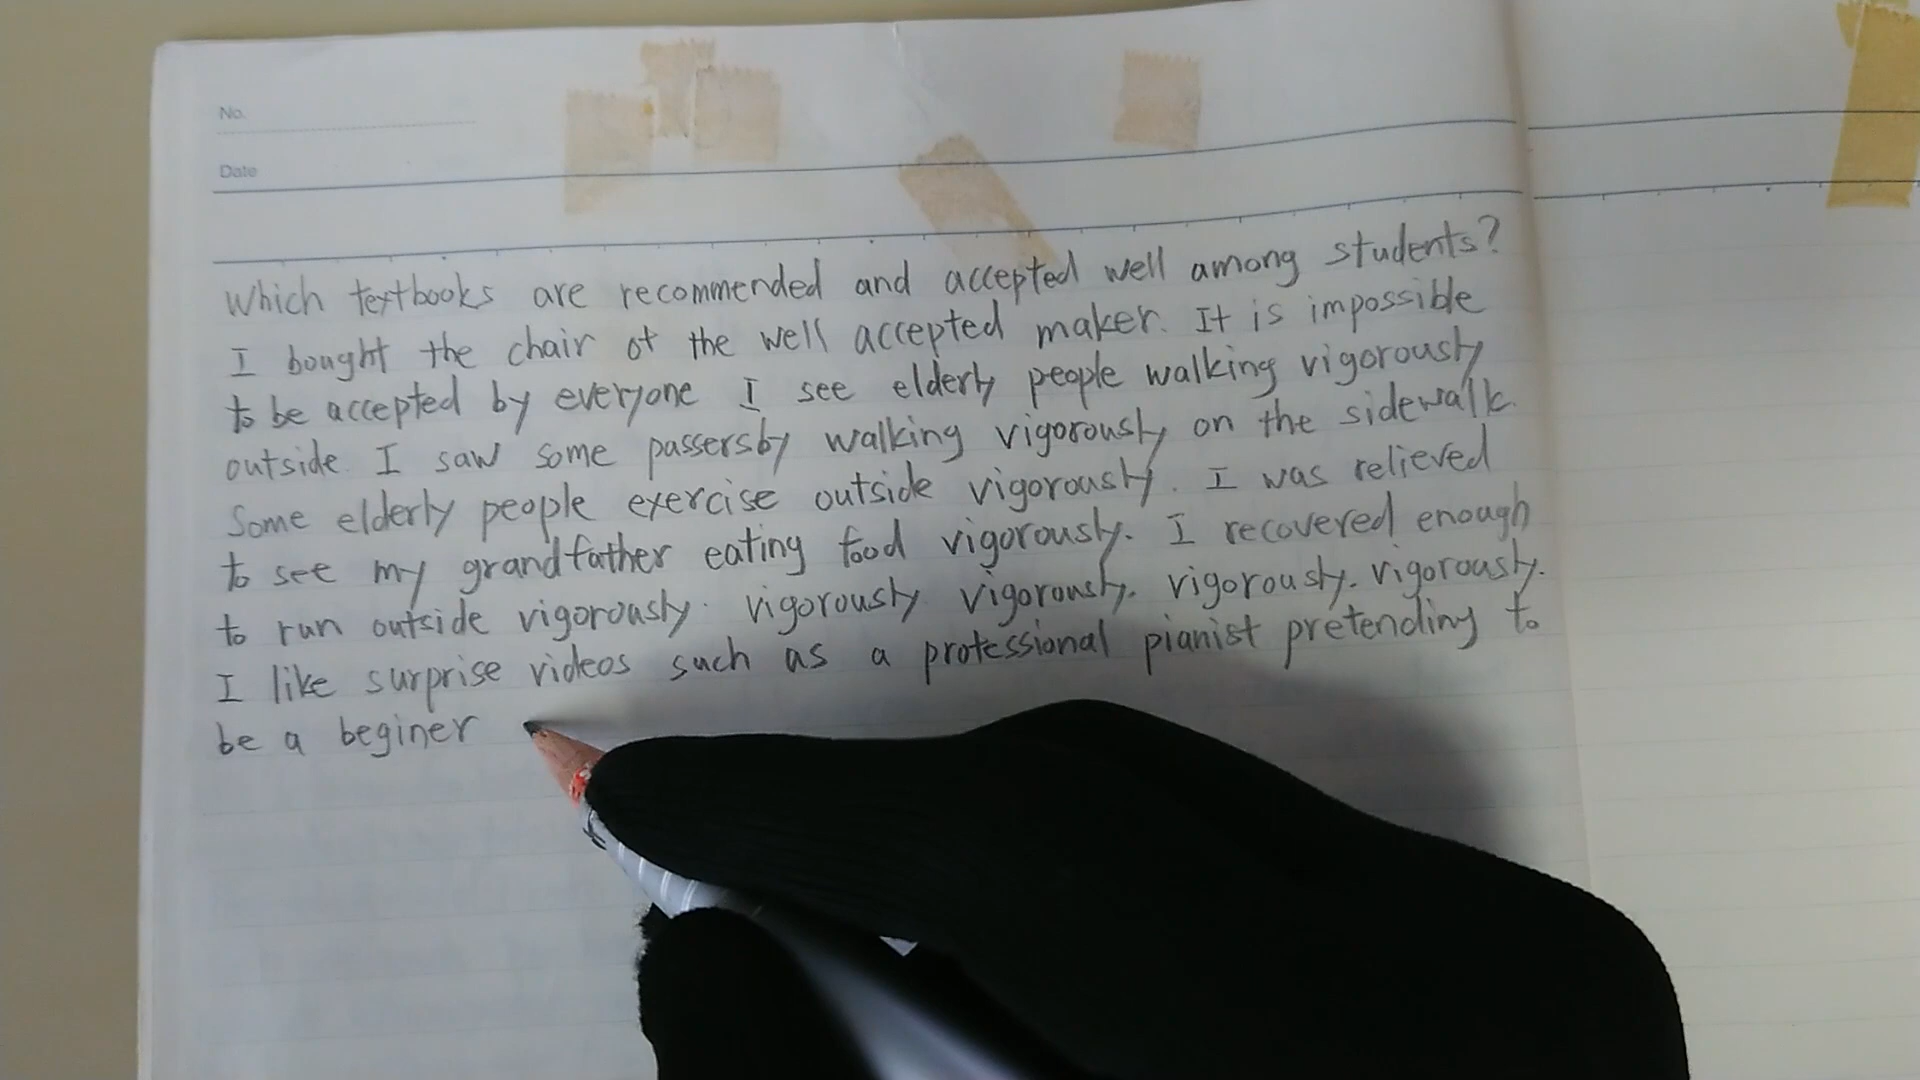 No.
Date
Which textbooks are recommended and accepted well among students?
I bought the chair of the well accepted maker. It is impossible
to be accepted by everyone I see elderly people walking vigorously
outside. I saw some passersby walking vigorously on the sidewalk.
Some elderly people exercise outside vigorously. I was relieved
to see my grandfather eating food vigorously. I recovered enough
to run outside vigorously. vigorously vigorously. vigorously. vigorously.
I like surprise videos such as a professional pianist pretending to
be a beginer